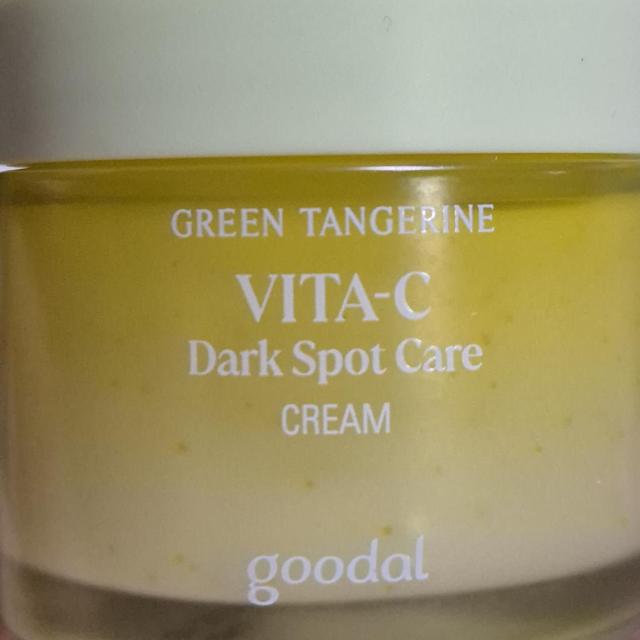 GREEN TANGERINE
VITA-C
Dark Spot Care
CREAM
goodal